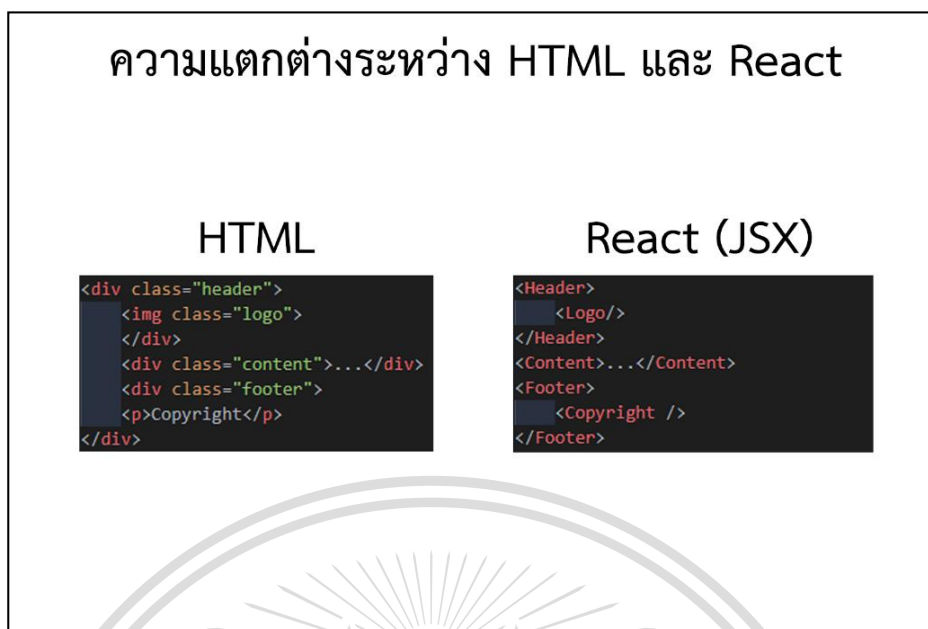 ความแตกต่างระหว่าง HTML และ React
HTML
<div class="header">
<img class="logo">
</div>
<div class="content">...</div>
<div class="footer">
<p>Copyright</p>
</div>
React (JSX)
<Header>
<Logo/>
</Header>
<Content>...</Content>
<Footer>
<Copyright />
</Footer>